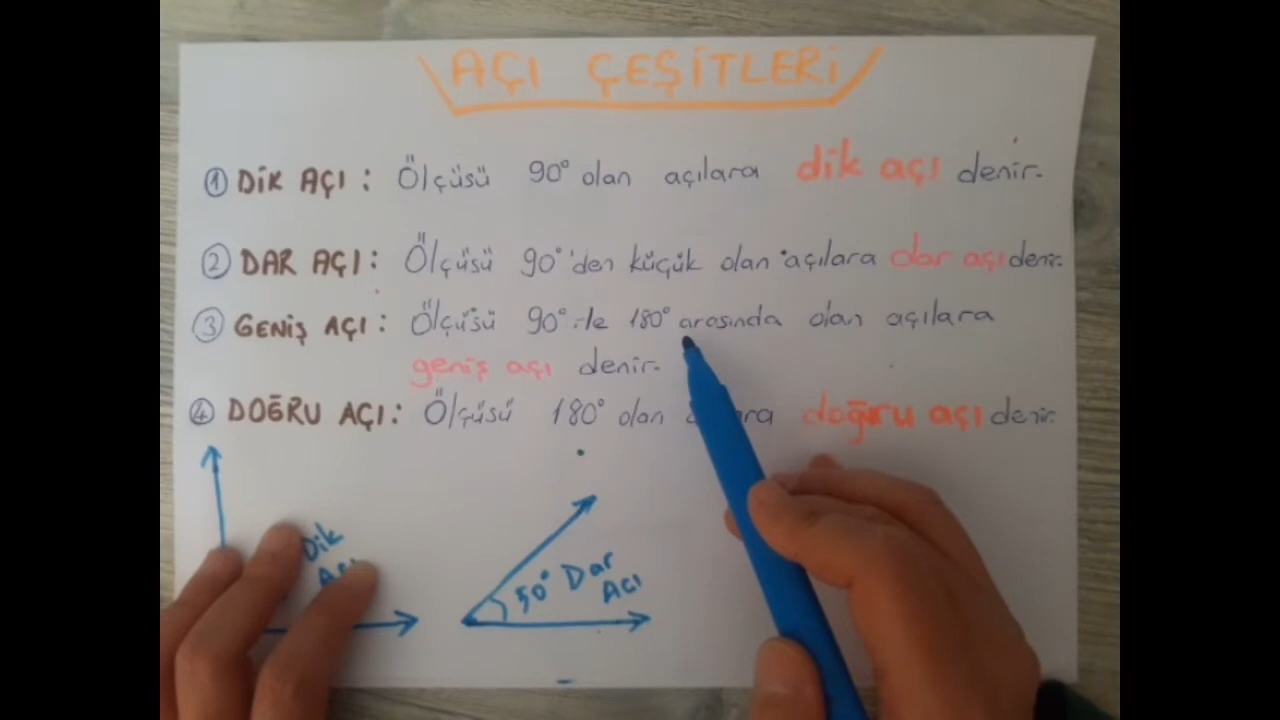 AÇI ÇEŞİTLERİ
① DİK AÇI : Ölçüsü 90° olan açılara dik açı denir.
② DAR AÇI : Ölçüsü 90°'den küçük olan açılara dar açı denir.
③ GENİŞ AÇI : Ölçüsü 90° ile 180° arasında olan açılara
geniş açı denir.
④ DOĞRU AÇI : Ölçüsü 180° olan doğru açı denir.
Dik
50° Dar
Açı